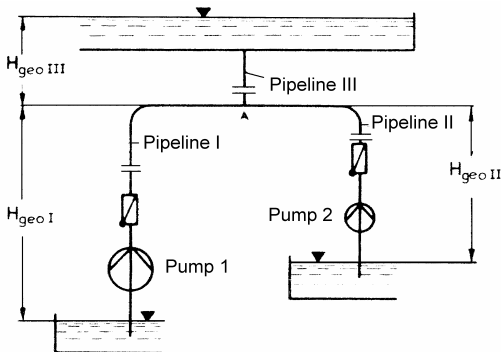 H geo III
Pipeline III
Pipeline II
Pipeline I
H geo II
H geo I
Pump 2
Pump 1